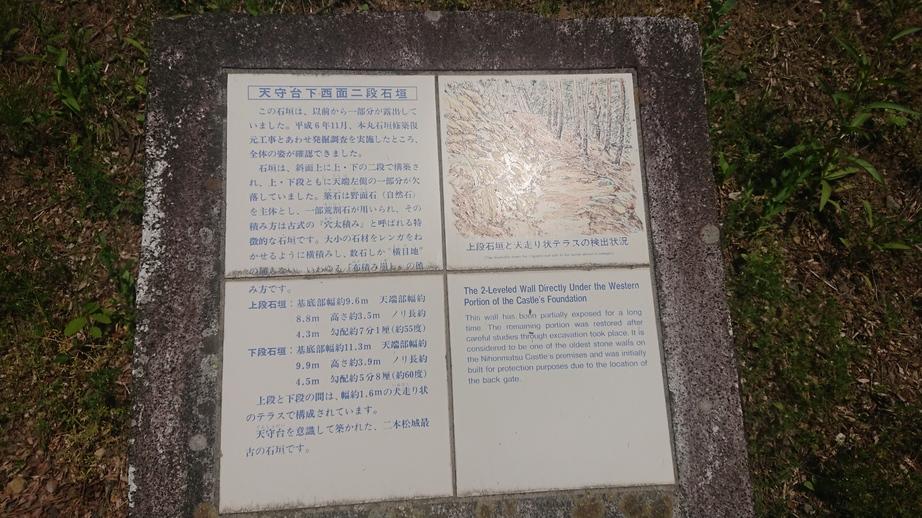 天守台下西面二段石垣
この石垣は、以前から一部分が露出し
ていました。平成6年11月、本丸石垣修築復
元工事とあわせ発掘調査を実施したところ、
全体の姿が確認できました。
石垣は、斜面上に上・下の二段で構築さ
れ、上・下段ともに天端左側の一部分が欠
落していました。築石は野面石(自然石)
を主体とし、一部荒割石が用いられ、その
積み方は古式の『穴太積み』と呼ばれる特
徴的な石垣です。大小の石材をレンガをね
かせるように横積みし、数石しか"横目地"
の通らない、いわゆる『布積み崩し』の積
み方です。
上段石垣:基底部幅約9.6m 天端部幅約
8.8m 高さ約3.5m ノリ長約
4.3m 勾配約7分1厘(約55度)
下段石垣:基底部幅約11.3m 天端部幅約
9.9m 高さ約3.9m ノリ長約
4.5m 勾配約5分8厘(約60度)
上段と下段の間は、幅約1.6mの犬走り状
のテラスで構成されています。
天守台を意識して築かれた、二本松城最
古の石垣です。
上段石垣と犬走り状テラスの検出状況
The 2-Leveled Wall Directly Under the Western
Portion of the Castle's Foundation
This wall has been partially exposed for a long
time. The remaining portion was restored after
careful studies through excavation took place. It is
considered to be one of the oldest stone walls on
the Nihonmatsu Castle's premises and was initially
built for protection purposes due to the location of
the back gate.